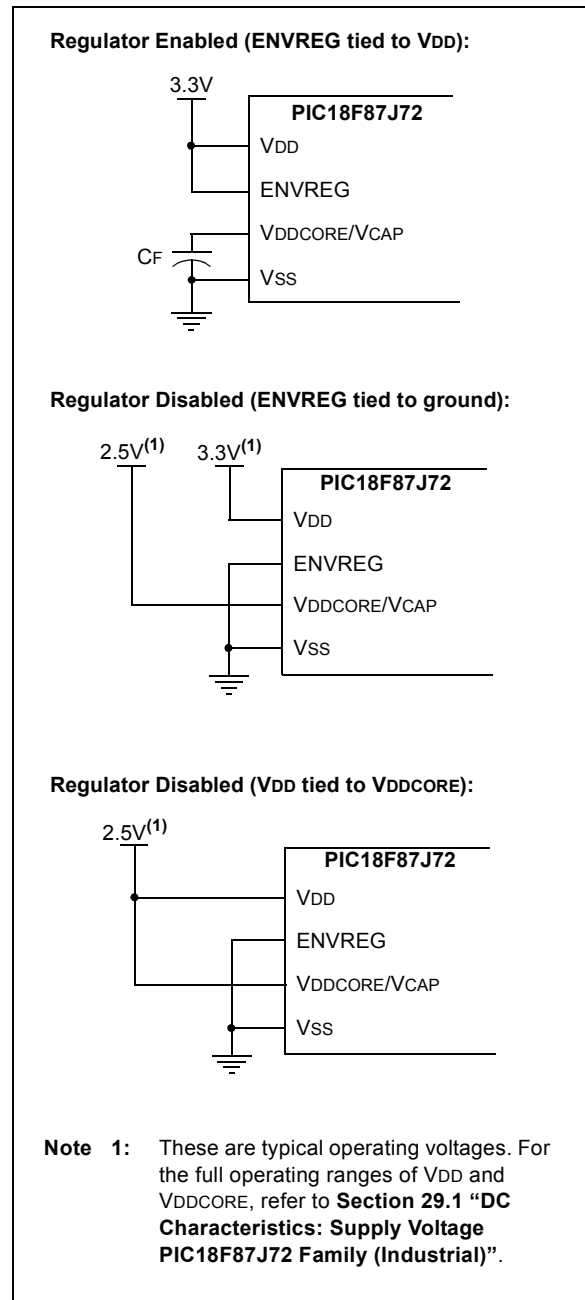 Regulator Enabled (ENVREG tied to VDD):
3.3V
PIC18F87J72
VDD
ENVREG
VDDCORE/VCAP
CF
VSS
Regulator Disabled (ENVREG tied to ground):
2.5V(1) 3.3V(1)
PIC18F87J72
VDD
ENVREG
VDDCORE/VCAP
VSS
Regulator Disabled (VDD tied to VDDCORE):
2.5V(1)
PIC18F87J72
VDD
ENVREG
VDDCORE/VCAP
VSS
Note 1: These are typical operating voltages. For
the full operating ranges of VDD and
VDDCORE, refer to Section 29.1 “DC
Characteristics: Supply Voltage
PIC18F87J72 Family (Industrial)”.